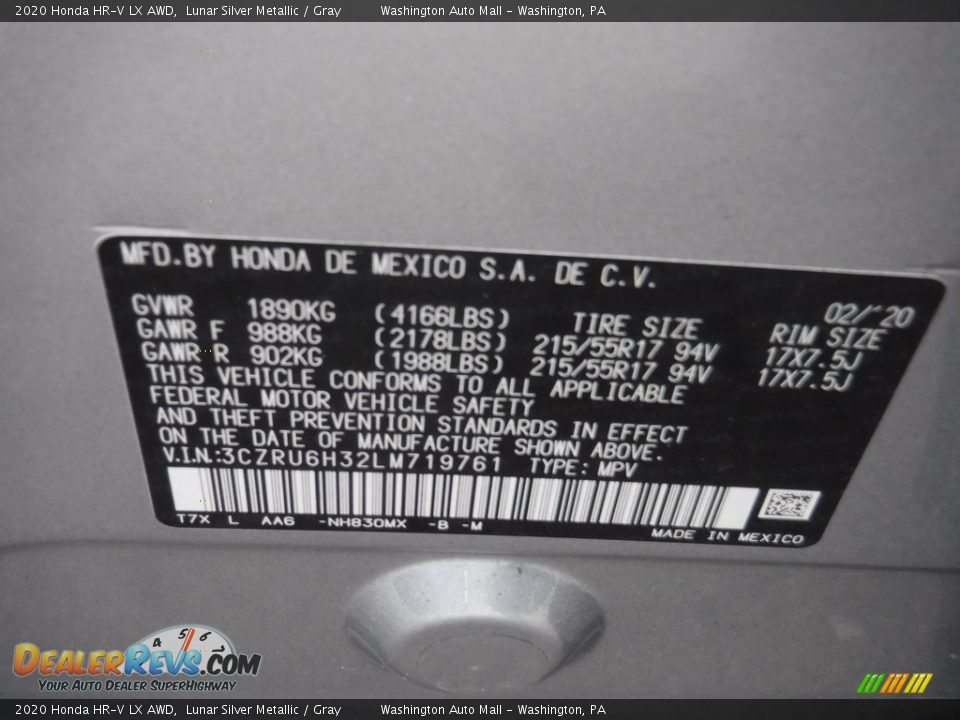 2020 Honda HR-V LX AWD,   Lunar Silver Metallic / Gray   Washington Auto Mall - Washington, PA
MFD.BY HONDA DE MEXICO S.A. DE C.V.
02/'20
GVWR 1890KG (4166LBS) TIRE SIZE RIM SIZE
GAWR F 988KG (2178LBS) 215/55R17 94V 17X7.5J
GAWR R 902KG (1988LBS) 215/55R17 94V 17X7.5J
THIS VEHICLE CONFORMS TO ALL APPLICABLE
FEDERAL MOTOR VEHICLE SAFETY
AND THEFT PREVENTION STANDARDS IN EFFECT
ON THE DATE OF MANUFACTURE SHOWN ABOVE.
V.I.N.:3CZRU6H32LM719761 TYPE: MPV
T7X L AA6 -NH830MX -B -M
MADE IN MEXICO
4 5 6
DEALERREVS.COM
YOUR AUTO DEALER SUPERHIGHWAY
2020 Honda HR-V LX AWD,   Lunar Silver Metallic / Gray   Washington Auto Mall - Washington, PA